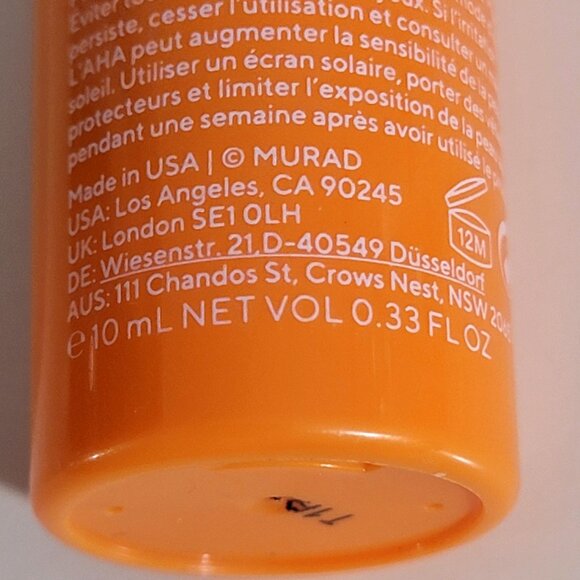 persiste, cesser l'utilisation et consulter un
L'AHA peut augmenter la sensibilité de la
soleil. Utiliser un écran solaire, porter des
protecteurs et limiter l'exposition de la
pendant une semaine après avoir utilisé le
Made in USA | © MURAD
USA: Los Angeles, CA 90245
UK: London SE1 0LH
DE: Wiesenstr. 21 D-40549 Düsseldorf
AUS: 111 Chandos St, Crows Nest, NSW
e 10 mL NET VOL 0.33 FL OZ
12M